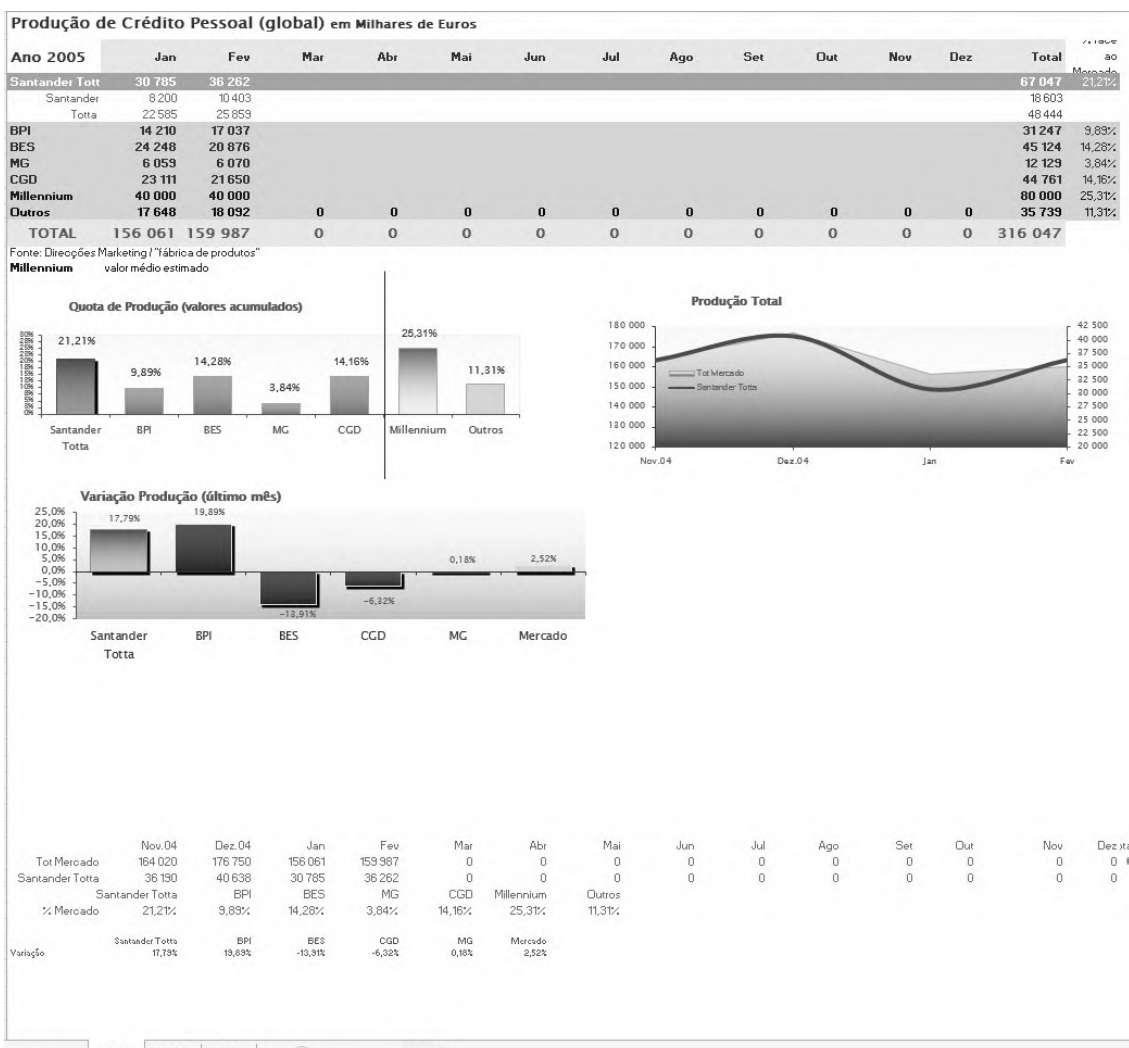 Produção de Crédito Pessoal (global) em Milhares de Euros
Ano 2005 Jan Fev Mar Abr Mai Jun Jul Ago Set Out Nov Dez Total ao
Santander Tott 30 785 36 262 67 047 21,21%
Santander 8 200 10 403 18 603
Totta 22 585 25 859 48 444
BPI 14 210 17 037 31 247 9,89%
BES 24 248 20 876 45 124 14,28%
MG 6 059 6 070 12 129 3,84%
CGD 23 111 21 650 44 761 14,16%
Millennium 40 000 40 000 80 000 25,31%
Outros 17 648 18 092 0 0 0 0 0 0 0 0 0 0 35 739 11,31%
TOTAL 156 061 159 987 0 0 0 0 0 0 0 0 0 0 316 047
Fonte: Direcções Marketing / "fábrica de produtos"
Millennium valor médio estimado
Quota de Produção (valores acumulados)
21,21% 9,89% 14,28% 3,84% 14,16% 25,31% 11,31%
Santander Totta BPI BES MG CGD Millennium Outros
Produção Total
180 000 42 500
170 000 40 000
160 000 37 500
150 000 35 000
140 000 32 500
130 000 30 000
120 000 27 500
25 000
22 500
20 000
Tot Mercado
Santander Totta
Nov.04 Dez.04 Jan Fev
Variação Produção (último mês)
25,0%
20,0%
15,0%
10,0%
5,0%
0,0%
-5,0%
-10,0%
-15,0%
-20,0%
17,79% 19,89% -13,91% -6,32% 0,18% 2,52%
Santander Totta BPI BES CGD MG Mercado
Nov.04 Dez.04 Jan Fev Mar Abr Mai Jun Jul Ago Set Out Nov Dez
Tot Mercado 164 020 176 750 156 061 159 987 0 0 0 0 0 0 0 0 0 0
Santander Totta 36 190 40 638 30 785 36 262 0 0 0 0 0 0 0 0 0 0
Santander Totta BPI BES MG CGD Millennium Outros
% Mercado 21,21% 9,89% 14,28% 3,84% 14,16% 25,31% 11,31%
Santander Totta BPI BES CGD MG Mercado
Variação 17,79% 19,89% -13,91% -6,32% 0,18% 2,52%